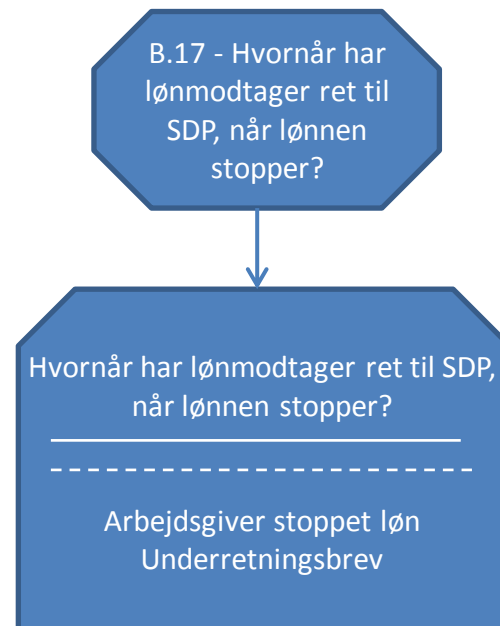 B.17 - Hvornår har
lønmodtager ret til
SDP, når lønnen
stopper?
Hvornår har lønmodtager ret til SDP,
når lønnen stopper?
Arbejdsgiver stoppet løn
Underretningsbrev